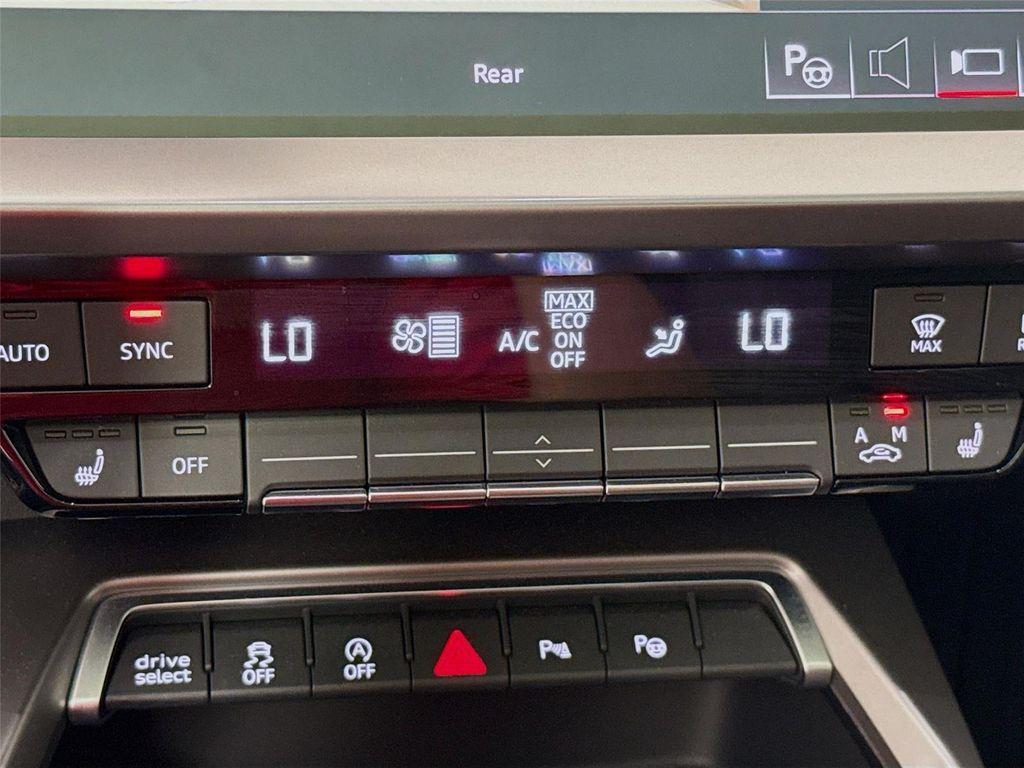 Rear
P
AUTO
SYNC
LO
A/C
MAX
ECO
ON
OFF
LO
MAX
OFF
A M
drive
select
OFF
A
OFF
P
P